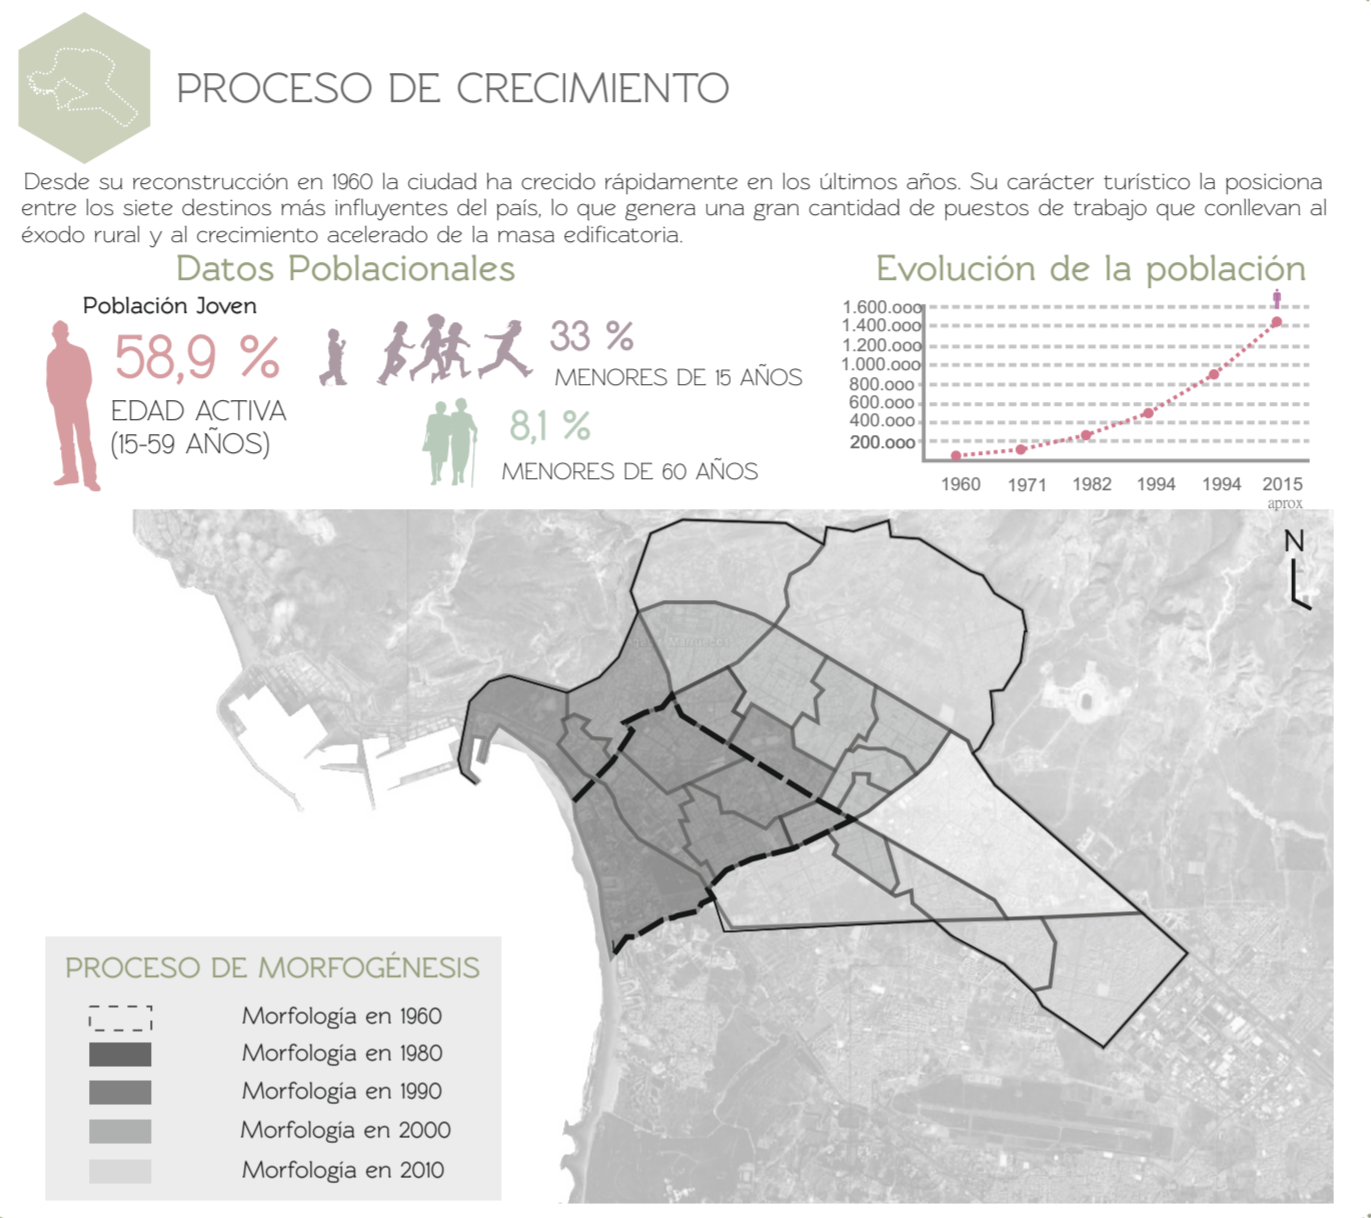 PROCESO DE CRECIMIENTO
Desde su reconstrucción en 1960 la ciudad ha crecido rápidamente en los últimos años. Su carácter turístico la posiciona
entre los siete destinos más influyentes del país, lo que genera una gran cantidad de puestos de trabajo que conllevan al
éxodo rural y al crecimiento acelerado de la masa edificatoria.
Datos Poblacionales
Población Joven
58,9 %
EDAD ACTIVA
(15-59 AÑOS)
33 %
MENORES DE 15 AÑOS
8,1 %
MENORES DE 60 AÑOS
Evolución de la población
1.600.000
1.400.000
1.200.000
1.000.000
800.000
600.000
400.000
200.000
1960 1971 1982 1994 1994 2015
aprox
N
PROCESO DE MORFOGÉNESIS
Morfología en 1960
Morfología en 1980
Morfología en 1990
Morfología en 2000
Morfología en 2010